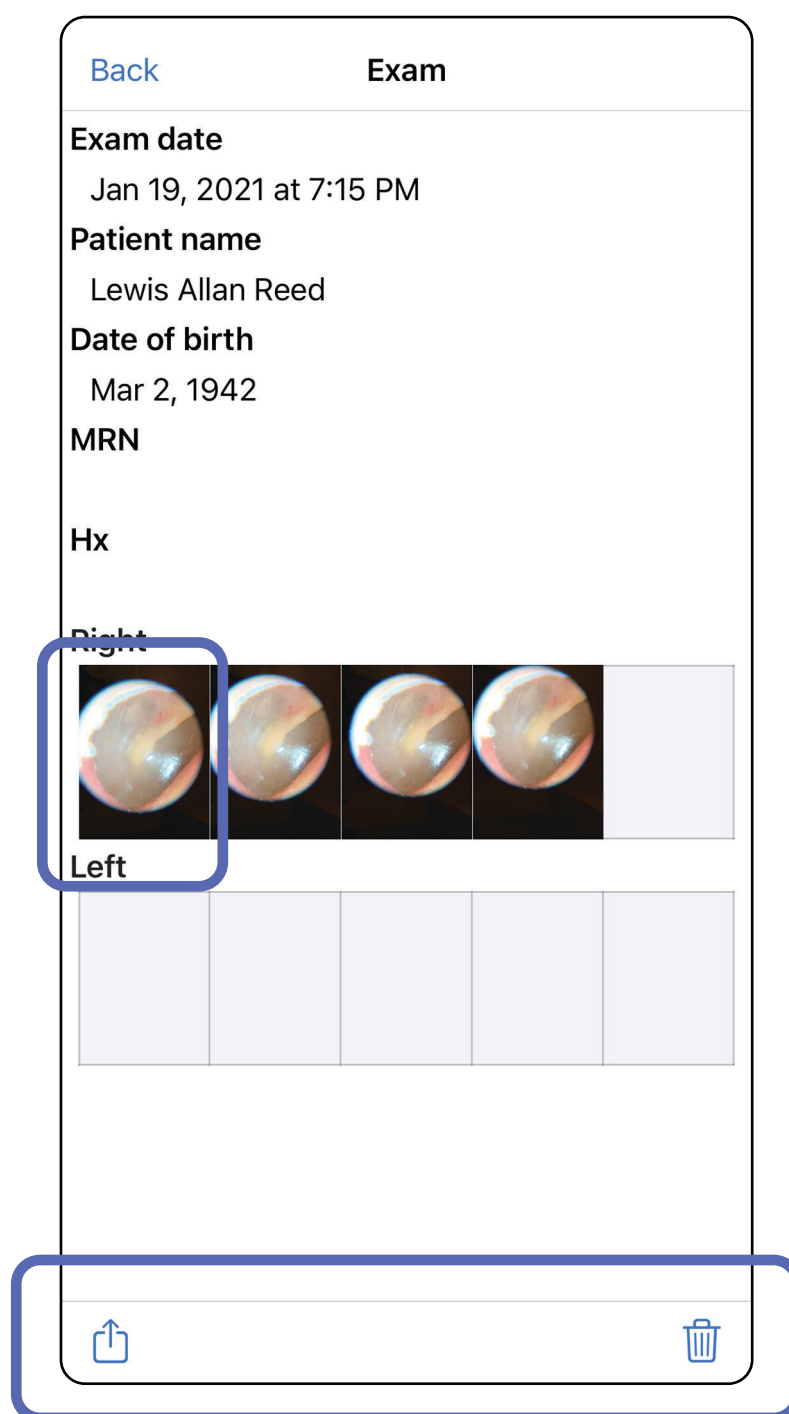 Back
Exam
Exam date
Jan 19, 2021 at 7:15 PM
Patient name
Lewis Allan Reed
Date of birth
Mar 2, 1942
MRN
Hx
Right
Left